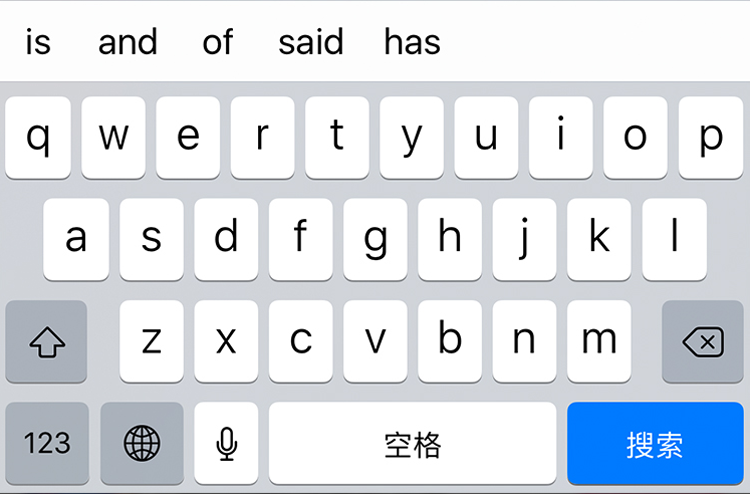 is and of said has
q w e r t y u i o p
a s d f g h j k l
z x c v b n m
123 空格 搜索